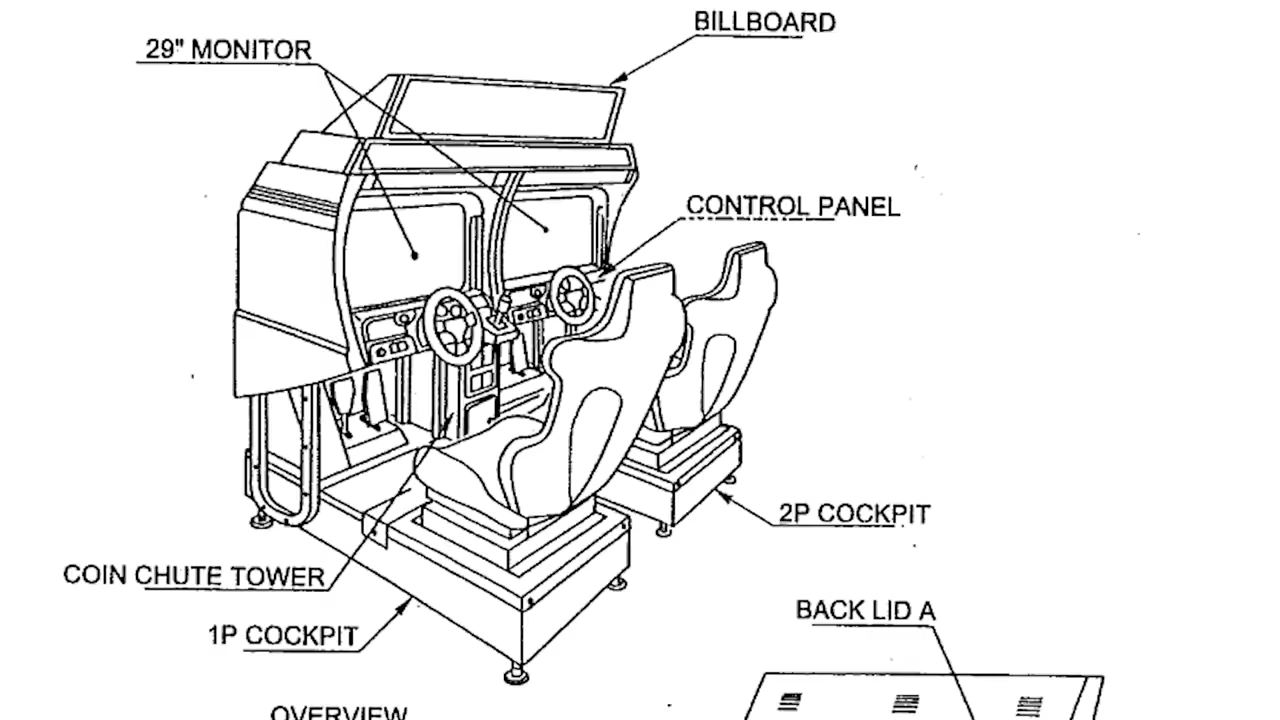 BILLBOARD
29" MONITOR
CONTROL PANEL
2P COCKPIT
COIN CHUTE TOWER
1P COCKPIT
BACK LID A
OVERVIEW